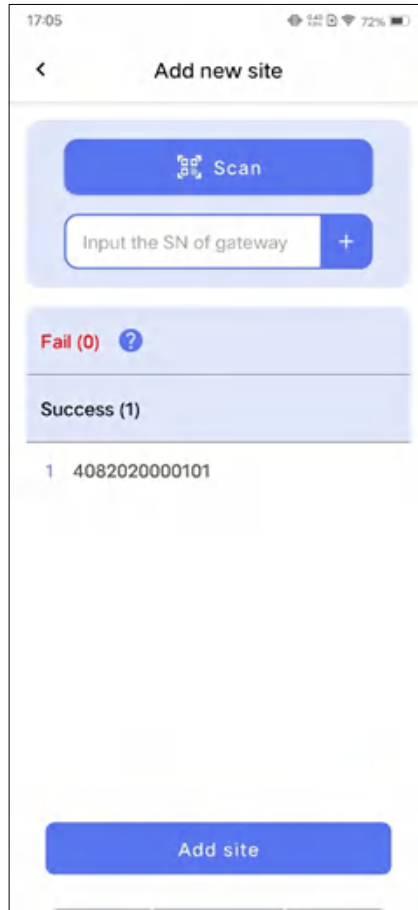 17:05 72%
Add new site
Scan
Input the SN of gateway +
Fail (0) ?
Success (1)
1 4082020000101
Add site